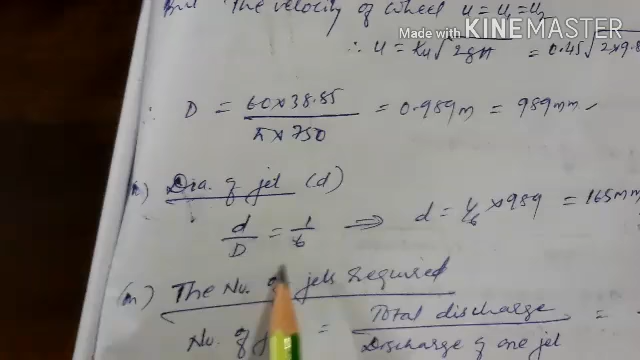 But The velocity of wheel u = u₁ = u₂
Made with KINEMASTER
∴ u = Ku √2gH = 0.45 √2×9.8
∴ D = 60×38.85 / π×750 = 0.989m = 989mm
ii) Dia. of jet (d)
d/D = 1/6 ⇒ d = 1/6 × 989 = 165mm
(iii) The No. of jets required
No. of = Total discharge / Discharge of one jet =